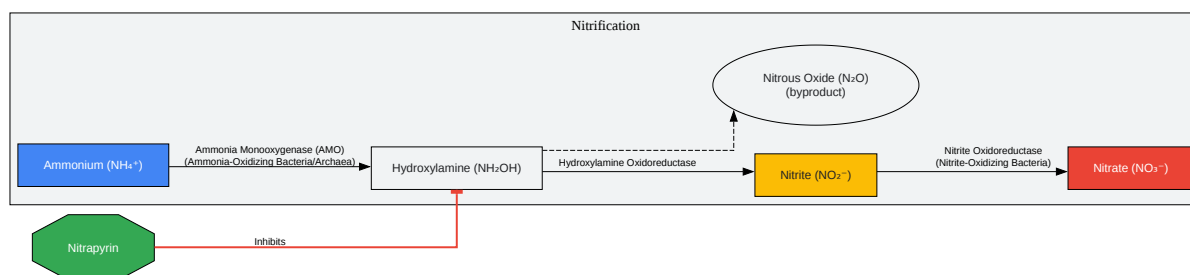 Nitrification
Nitrous Oxide (N₂O)
(byproduct)
Ammonium (NH₄⁺)
Ammonia Monooxygenase (AMO)
(Ammonia-Oxidizing Bacteria/Archaea)
Hydroxylamine (NH₂OH)
Hydroxylamine Oxidoreductase
Nitrite (NO₂⁻)
Nitrite Oxidoreductase
(Nitrite-Oxidizing Bacteria)
Nitrate (NO₃⁻)
Nitrapyrin
Inhibits